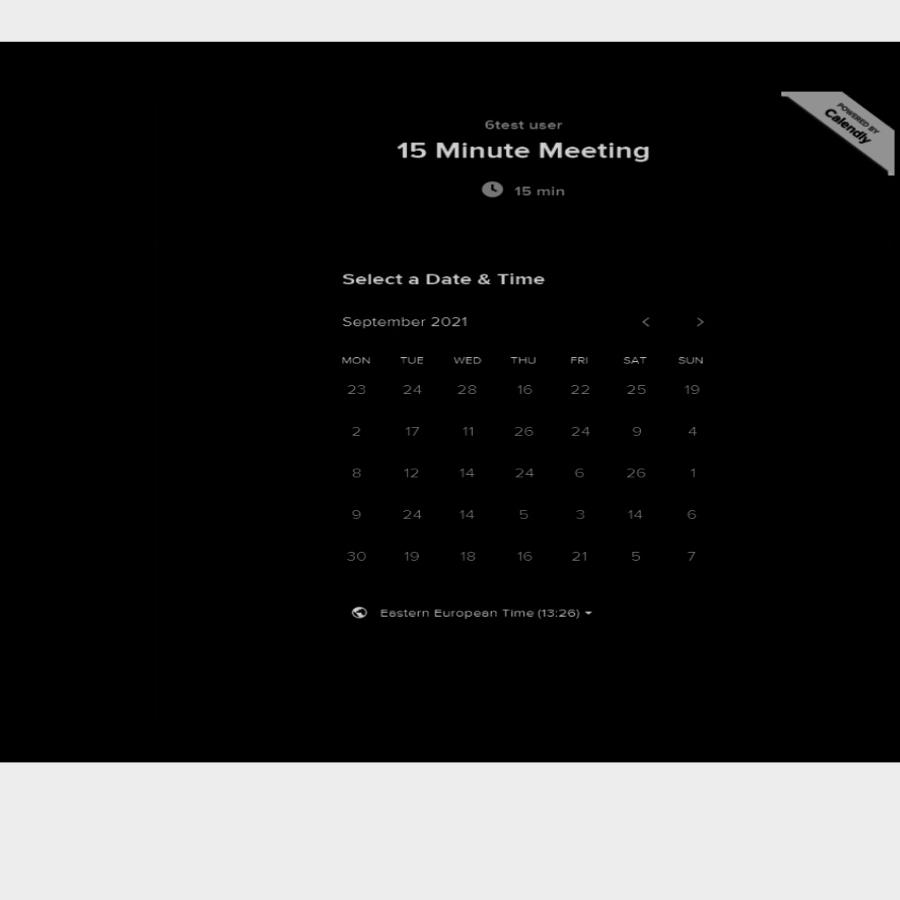 POWERED BY
Calendly
6test user
15 Minute Meeting
15 min
Select a Date & Time
September 2021 < >
MON TUE WED THU FRI SAT SUN
23 24 28 16 22 25 19
2 17 11 26 24 9 4
8 12 14 24 6 26 1
9 24 14 5 3 14 6
30 19 18 16 21 5 7
Eastern European Time (13:26)